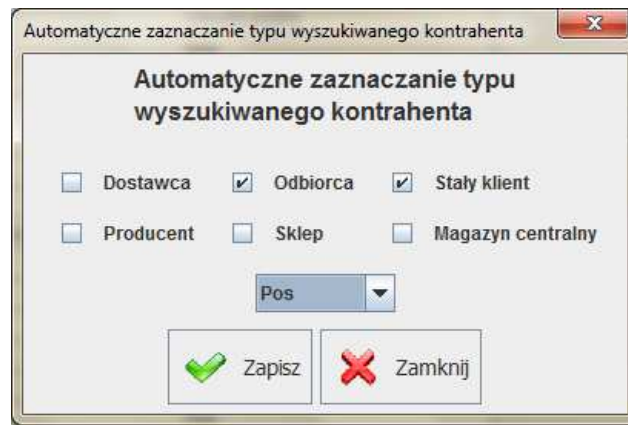 Automatyczne zaznaczanie typu wyszukiwanego kontrahenta
Automatyczne zaznaczanie typu
wyszukiwanego kontrahenta
Dostawca Odbiorca Stały klient
Producent Sklep Magazyn centralny
Pos
Zapisz Zamknij